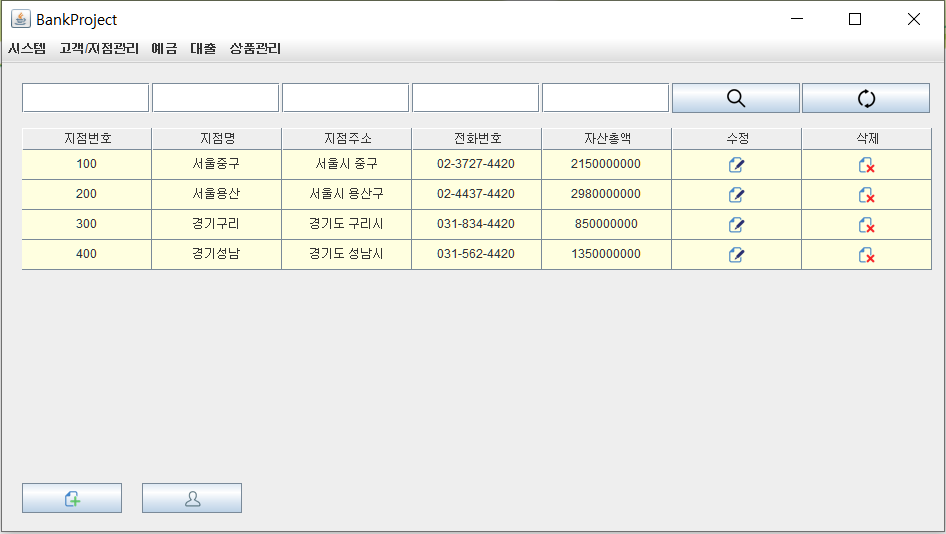 BankProject
시스템 고객/지점관리 예금 대출 상품관리
지점번호 지점명 지점주소 전화번호 자산총액 수정 삭제
100 서울중구 서울시 중구 02-3727-4420 2150000000
200 서울용산 서울시 용산구 02-4437-4420 2980000000
300 경기구리 경기도 구리시 031-834-4420 850000000
400 경기성남 경기도 성남시 031-562-4420 1350000000